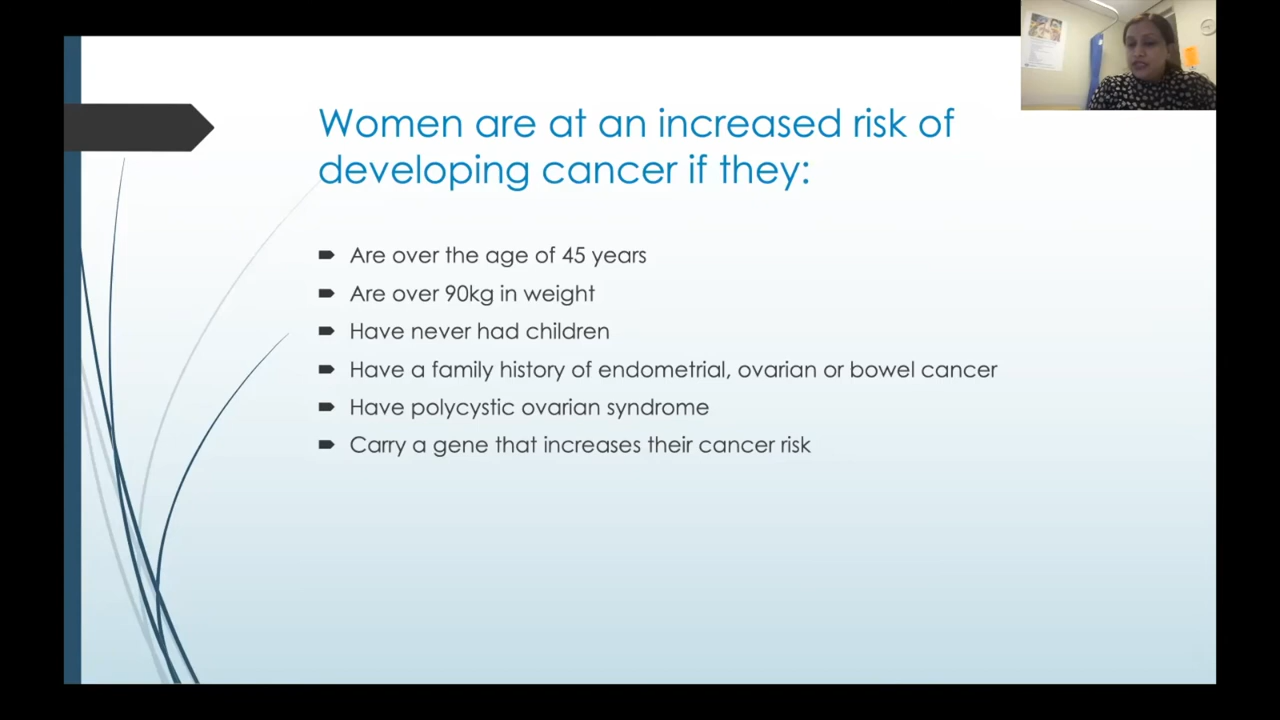 Women are at an increased risk of
developing cancer if they:
Are over the age of 45 years
Are over 90kg in weight
Have never had children
Have a family history of endometrial, ovarian or bowel cancer
Have polycystic ovarian syndrome
Carry a gene that increases their cancer risk